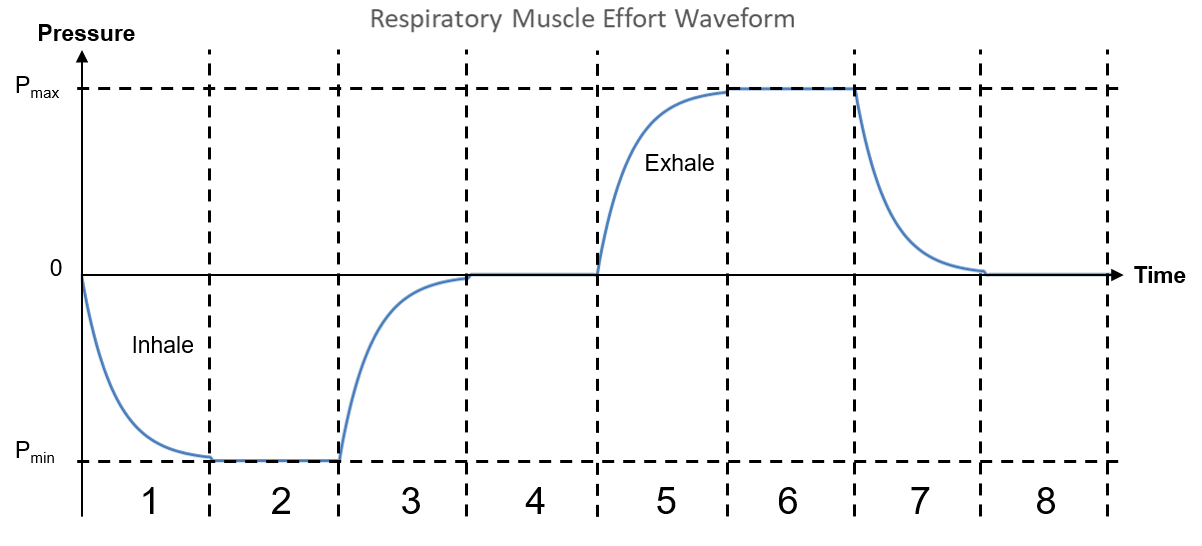 Respiratory Muscle Effort Waveform
Pressure
Pmax
Exhale
0
Time
Inhale
Pmin
1 2 3 4 5 6 7 8